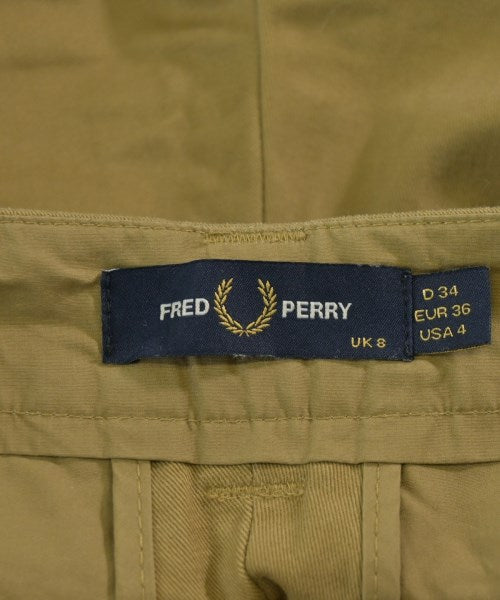 FRED PERRY
UK 8
D 34
EUR 36
USA 4